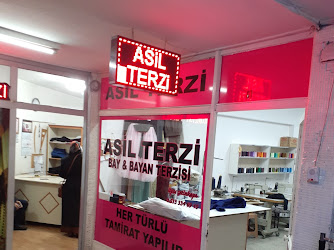 ASİL
TERZİ
ASİL TERZİ
ASİL TERZİ
BAY & BAYAN TERZİSİ
HER TÜRLÜ
TAMİRAT YAPILIR